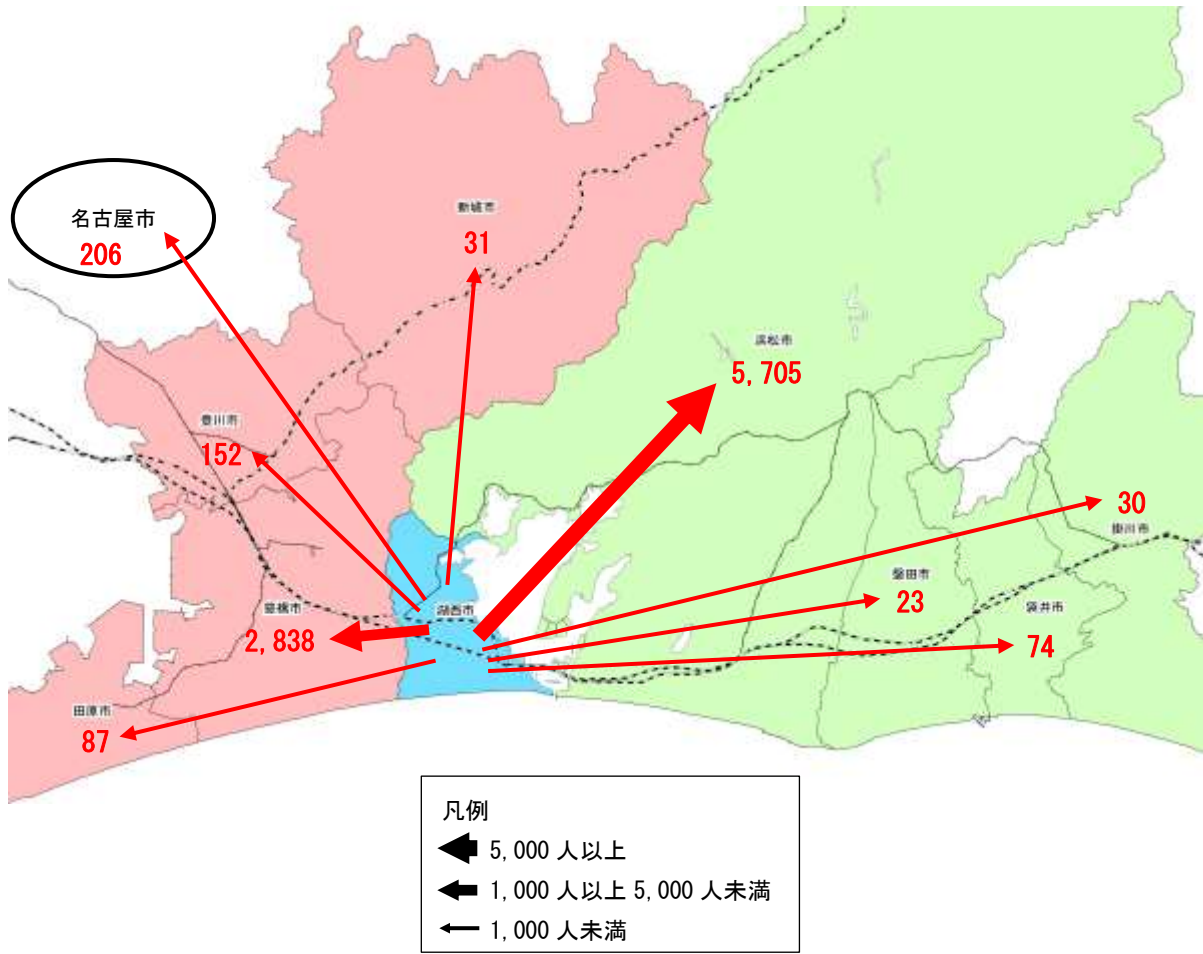 名古屋市
206
新城市
31
浜松市
5,705
豊川市
152
30
掛川市
磐田市
23
袋井市
74
豊橋市
2,838
湖西市
田原市
87
凡例
5,000 人以上
1,000 人以上 5,000 人未満
1,000 人未満